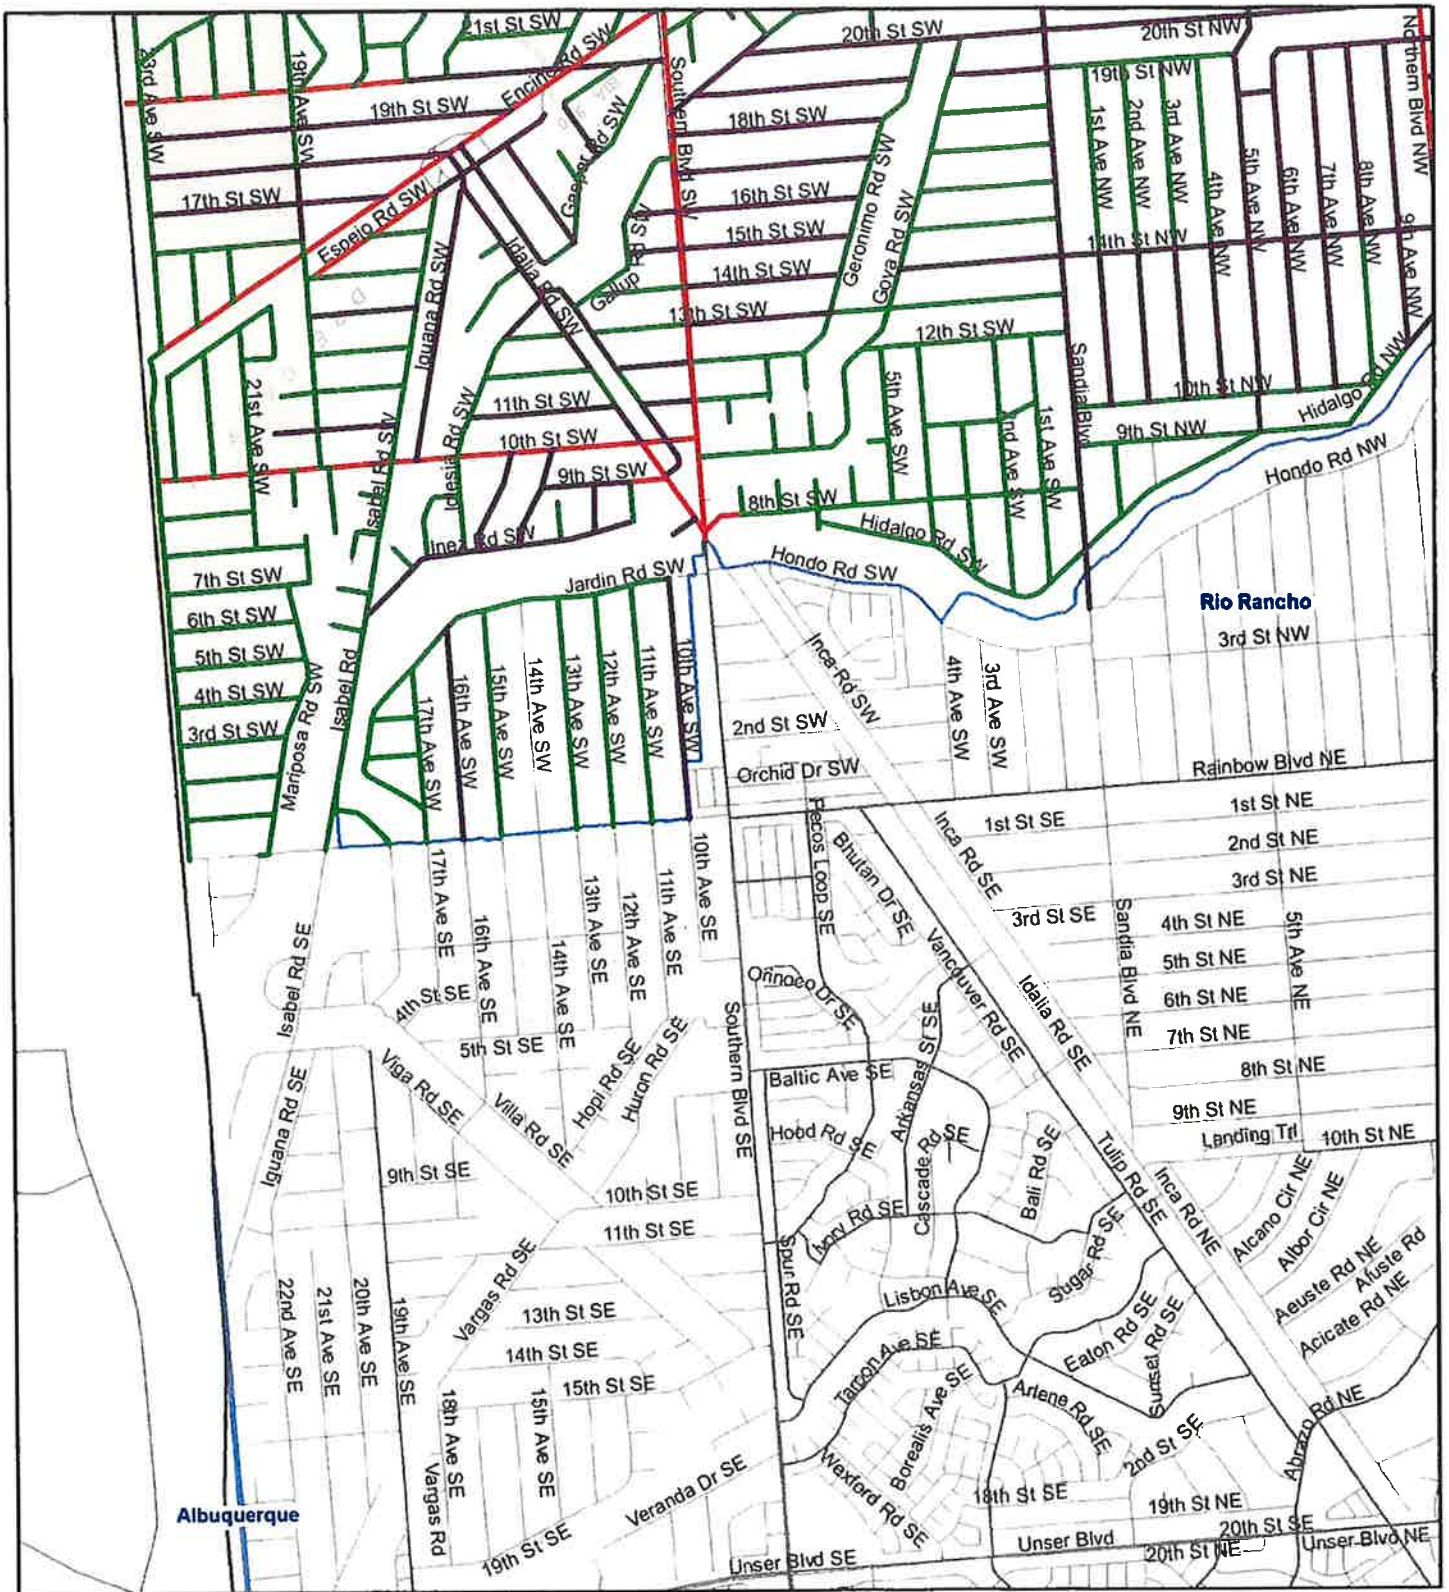 21st St SW
20th St SW
20th St NW
Northern Blvd NW
23rd Ave SW
19th Ave SW
Encino Rd SW
Southern Blvd SW
19th St NW
19th St SW
18th St SW
1st Ave NW
2nd Ave NW
3rd Ave NW
4th Ave NW
5th Ave NW
6th Ave NW
7th Ave NW
8th Ave NW
9th Ave NW
Gasper Rd SW
17th St SW
16th St SW
Espejo Rd SW
15th St SW
14th St NW
Geronimo Rd SW
Goya Rd SW
Iguana Rd SW
Idalia Rd SW
14th St SW
Gallup Rd SW
13th St SW
12th St SW
Sandia Blvd
21st Ave SW
Isabel Rd SW
Iglesia Rd SW
11th St SW
5th Ave SW
2nd Ave SW
1st Ave SW
10th St NW
Hidalgo Rd NW
10th St SW
9th St NW
9th St SW
Hondo Rd NW
8th St SW
Hidalgo Rd SW
Inez Rd SW
Hondo Rd SW
7th St SW
Jardin Rd SW
Rio Rancho
6th St SW
3rd St NW
5th St SW
4th St SW
3rd St SW
Mariposa Rd SW
Isabel Rd
17th Ave SW
16th Ave SW
15th Ave SW
14th Ave SW
13th Ave SW
12th Ave SW
11th Ave SW
10th Ave SW
Inca Rd SW
4th Ave SW
3rd Ave SW
2nd St SW
Orchid Dr SW
Rainbow Blvd NE
1st St NE
1st St SE
Pecos Loop SE
Bhutan Dr SE
Inca Rd SE
2nd St NE
3rd St NE
17th Ave SE
16th Ave SE
14th Ave SE
13th Ave SE
12th Ave SE
11th Ave SE
10th Ave SE
3rd St SE
Sandia Blvd NE
4th St NE
5th Ave NE
5th St NE
Isabel Rd SE
4th St SE
Orinoco Dr SE
Vancouver Rd SE
Idalia Rd SE
6th St NE
7th St NE
5th St SE
Hopi Rd SE
Huron Rd SE
Southern Blvd SE
Arkansas St SE
8th St NE
Viga Rd SE
Villa Rd SE
Baltic Ave SE
9th St NE
Iguana Rd SE
Hood Rd SE
Cascade Rd SE
Bali Rd SE
Landing Trl
10th St NE
9th St SE
10th St SE
Tulip Rd SE
Inca Rd NE
Alcano Cir NE
Albor Cir NE
11th St SE
Ivory Rd SE
Spur Rd SE
Sugar Rd SE
Vargas Rd SE
Lisbon Ave SE
Aeuste Rd NE
Afuste Rd
Acicate Rd NE
22nd Ave SE
21st Ave SE
20th Ave SE
19th Ave SE
13th St SE
14th St SE
Tarpon Ave SE
Eaton Rd SE
Sunset Rd SE
15th St SE
18th Ave SE
15th Ave SE
Borealis Ave SE
Arlene Rd SE
2nd St SE
Abrazo Rd NE
Vargas Rd
Veranda Dr SE
Wexford Rd SE
18th St SE
19th St NE
Albuquerque
19th St SE
20th St SE
Unser Blvd SE
Unser Blvd
20th St NE
Unser Blvd NE